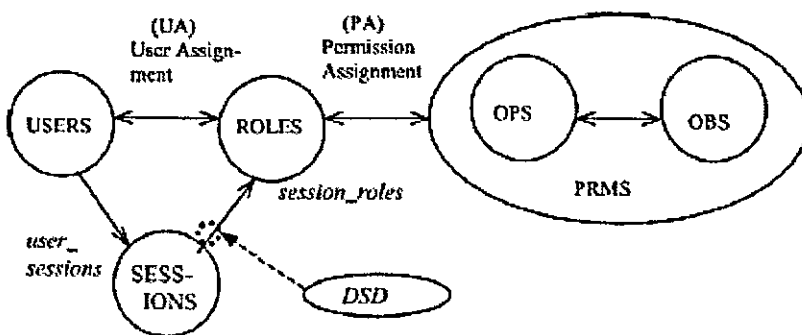 (UA)
User Assign-
ment
(PA)
Permission
Assignment
USERS
ROLES
OPS
OBS
PRMS
session_roles
user_
sessions
SESS-
IONS
DSD